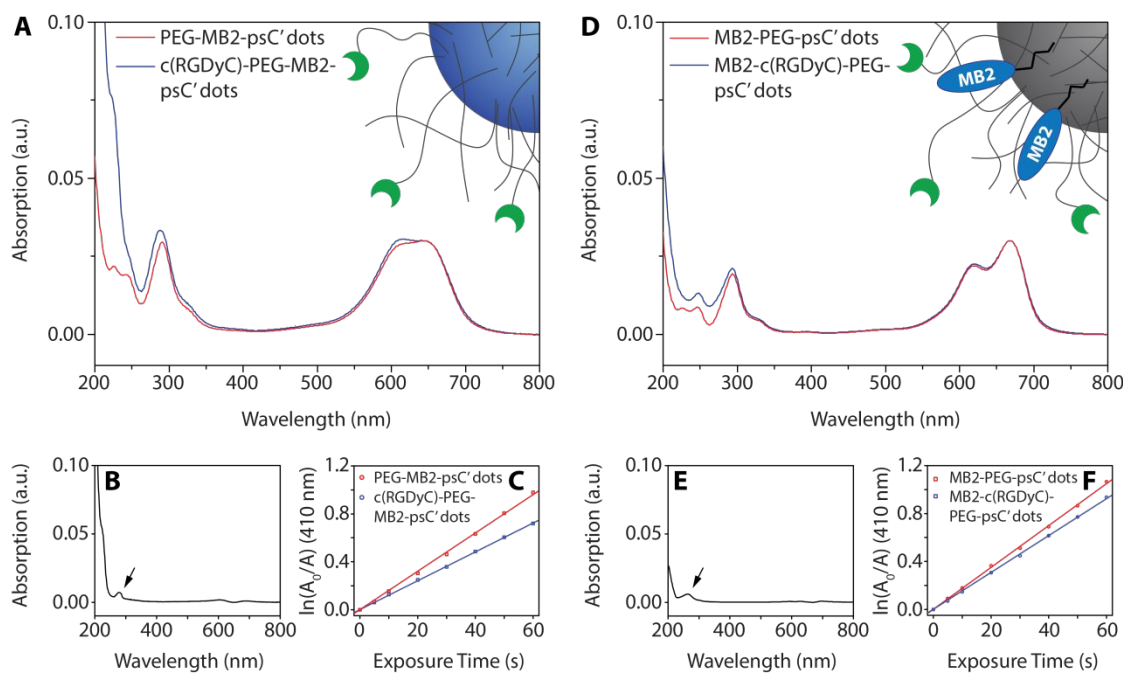 A
0.10
0.05
0.00
Absorption (a.u.)
PEG-MB2-psC' dots
c(RGDyC)-PEG-MB2-
psC' dots
200 300 400 500 600 700 800
Wavelength (nm)
D
0.10
0.05
0.00
Absorption (a.u.)
MB2-PEG-psC' dots
MB2-c(RGDyC)-PEG-
psC' dots
MB2
MB2
200 300 400 500 600 700 800
Wavelength (nm)
B
0.10
0.05
0.00
Absorption (a.u.)
200 400 600 800
Wavelength (nm)
C
1.2
0.8
0.4
0.0
ln(A0/A) (410 nm)
PEG-MB2-psC' dots
c(RGDyC)-PEG-
MB2-psC' dots
0 20 40 60
Exposure Time (s)
E
0.10
0.05
0.00
Absorption (a.u.)
200 400 600 800
Wavelength (nm)
F
1.2
0.8
0.4
0.0
ln(A0/A) (410 nm)
MB2-PEG-psC' dots
MB2-c(RGDyC)-
PEG-psC' dots
0 20 40 60
Exposure Time (s)